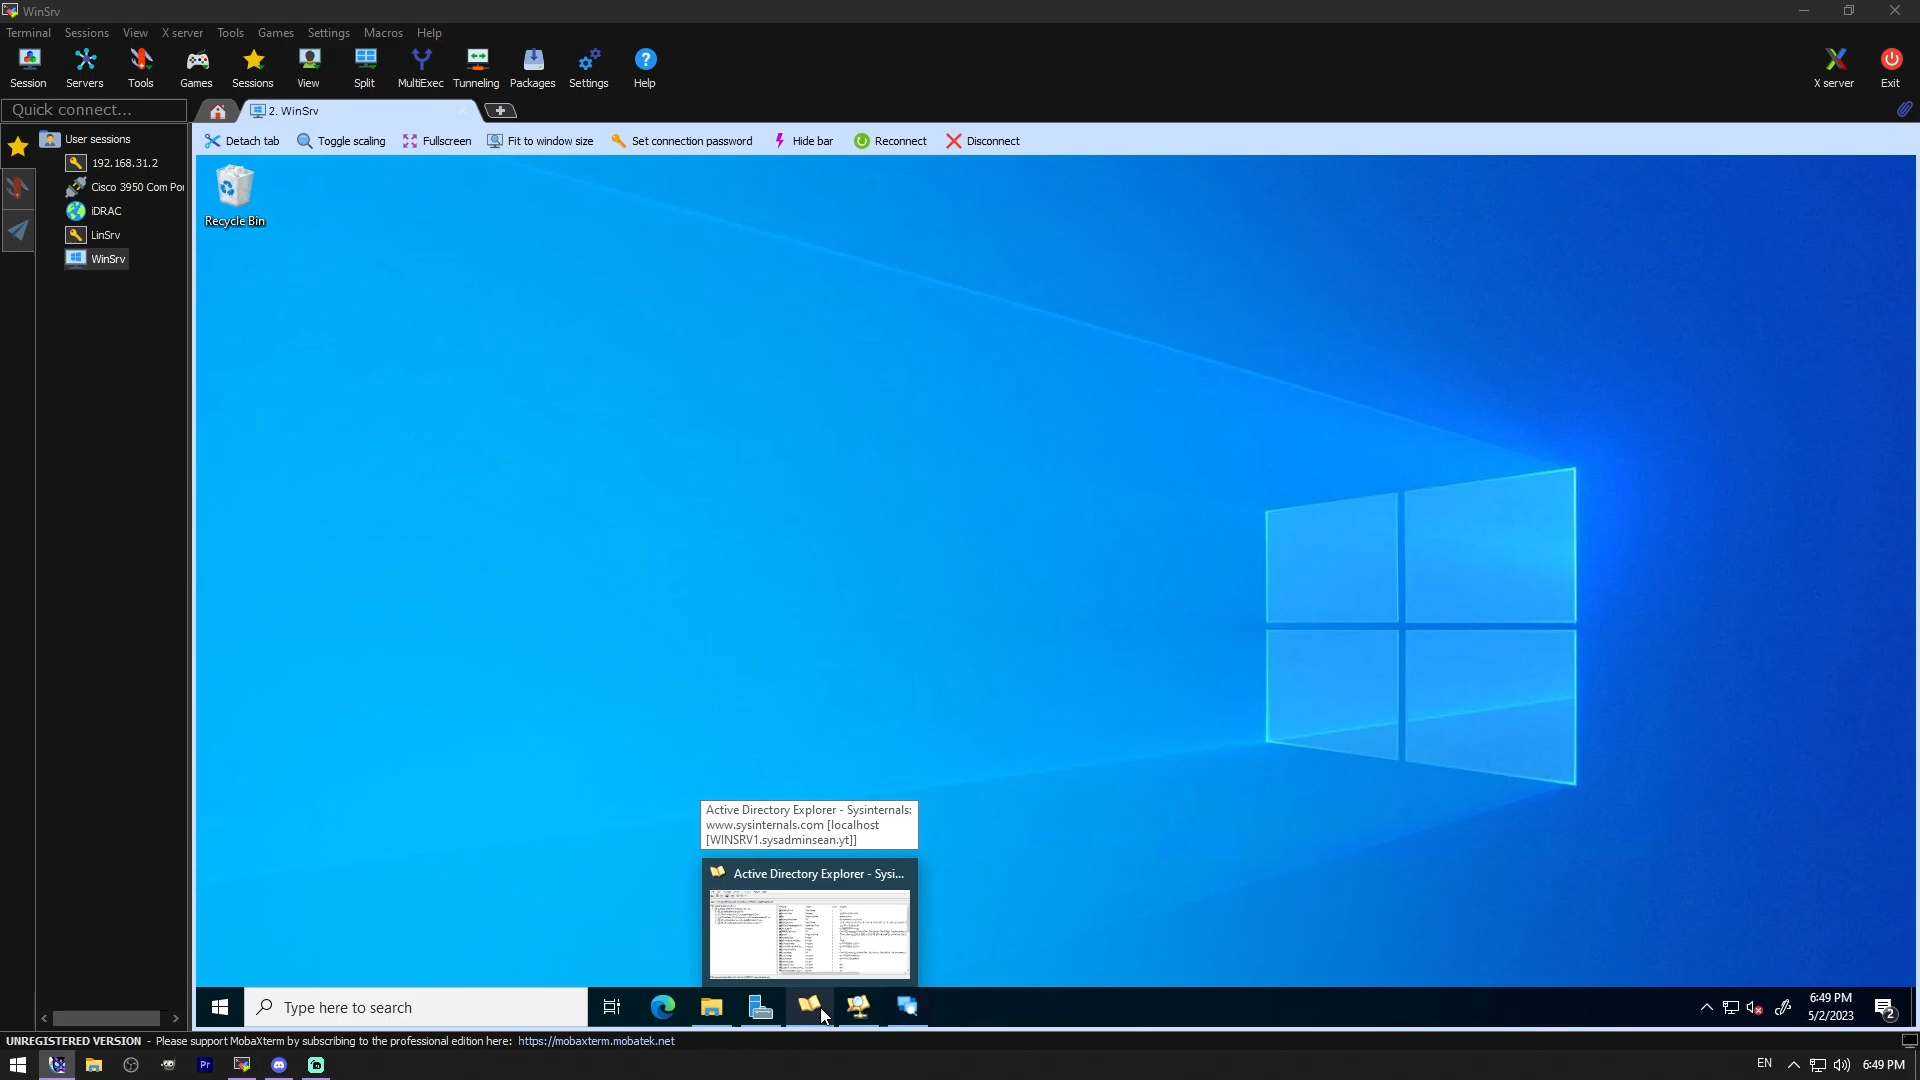 WinSrv
Terminal Sessions View X server Tools Games Settings Macros Help
Session Servers Tools Games Sessions View Split MultiExec Tunneling Packages Settings Help X server Exit
Quick connect...
2. WinSrv
Detach tab Toggle scaling Fullscreen Fit to window size Set connection password Hide bar Reconnect Disconnect
User sessions
192.168.31.2
Cisco 3950 Com Por
iDRAC
LinSrv
WinSrv
Recycle Bin
Active Directory Explorer - Sysinternals:
www.sysinternals.com [localhost
[WINSRV1.sysadminsean.yt]]
Active Directory Explorer - Sysi...
Type here to search
6:49 PM
5/2/2023
2
UNREGISTERED VERSION - Please support MobaXterm by subscribing to the professional edition here: https://mobaxterm.mobatek.net
Pr
EN
6:49 PM